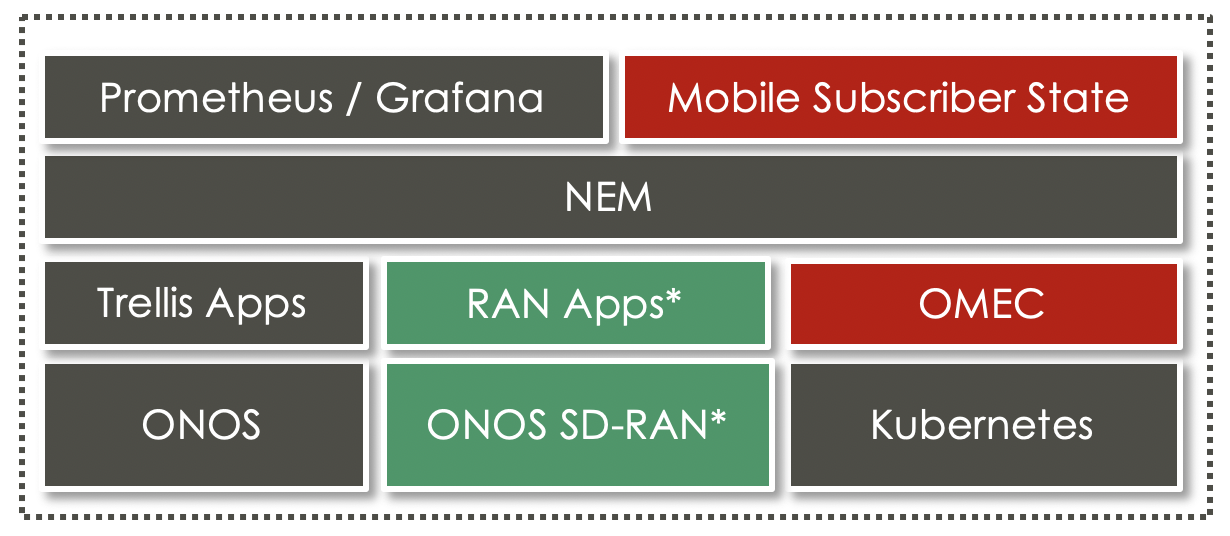 Prometheus / Grafana
Mobile Subscriber State
NEM
Trellis Apps
RAN Apps*
OMEC
ONOS
ONOS SD-RAN*
Kubernetes